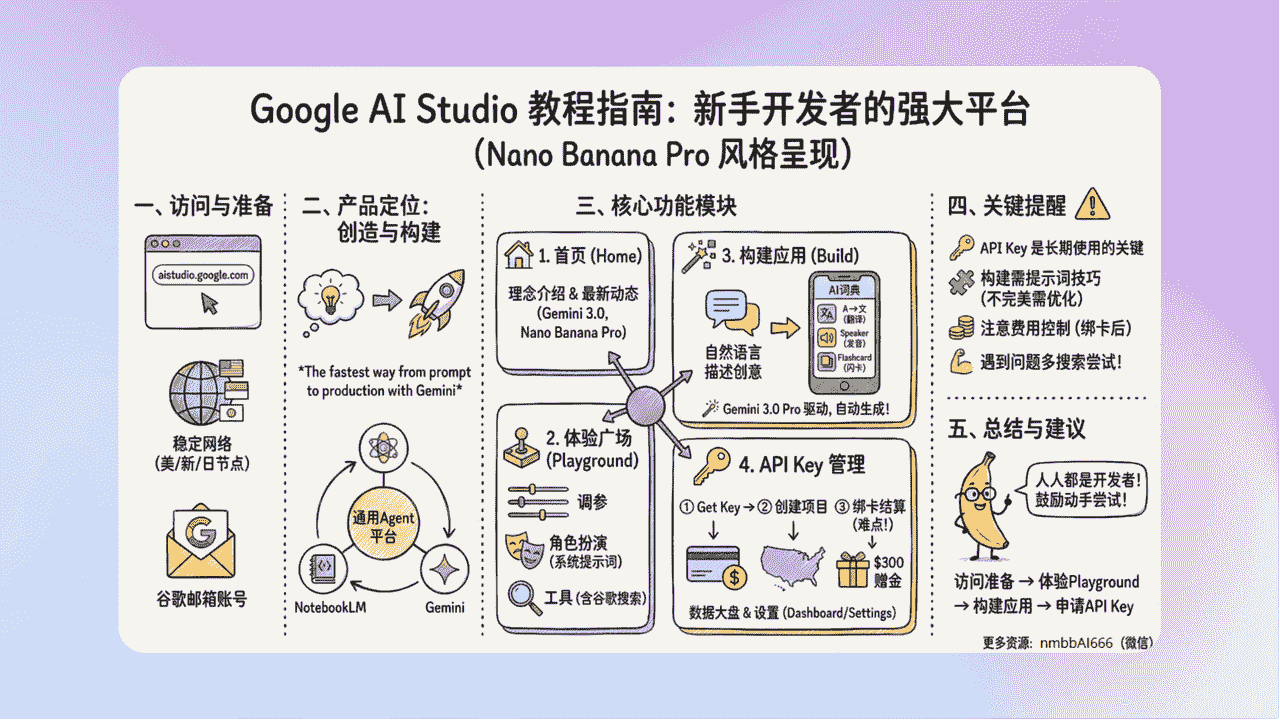 Google AI Studio 教程指南：新手开发者的强大平台
（Nano Banana Pro 风格呈现）
一、访问与准备
aistudio.google.com
稳定网络
（美/新/日节点）
G
谷歌邮箱账号
二、产品定位：
创造与构建
*The fastest way from prompt
to production with Gemini*
通用Agent
平台
NotebookLM
Gemini
三、核心功能模块
1. 首页 (Home)
理念介绍 & 最新动态
(Gemini 3.0,
Nano Banana Pro)
2. 体验广场
(Playground)
调参
角色扮演
(系统提示词)
工具 (含谷歌搜索)
3. 构建应用 (Build)
自然语言
描述创意
AI词典
A→文
(翻译)
Speaker
(发音)
Flashcard
(闪卡)
Gemini 3.0 Pro 驱动, 自动生成!
4. API Key 管理
① Get Key → ② 创建项目 ③ 绑卡结算
(难点!)
$
$300
赠金
数据大盘 & 设置 (Dashboard/Settings)
四、关键提醒
API Key 是长期使用的关键
构建需提示词技巧
(不完美需优化)
注意费用控制 (绑卡后)
遇到问题多搜索尝试!
五、总结与建议
人人都是开发者!
鼓励动手尝试!
访问准备 → 体验Playground
→ 构建应用 → 申请API Key
更多资源: nmbbAI666（微信）